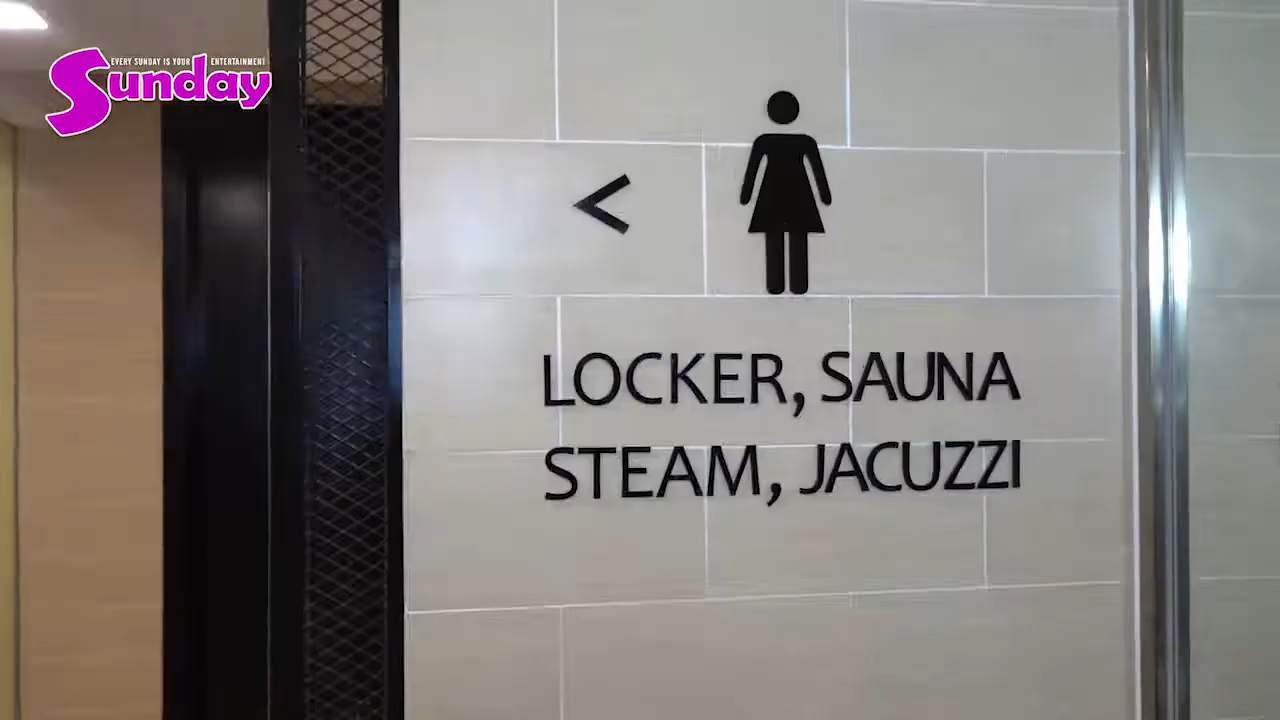 EVERY SUNDAY IS YOUR ENTERTAINMENT
Sunday
<
LOCKER, SAUNA
STEAM, JACUZZI